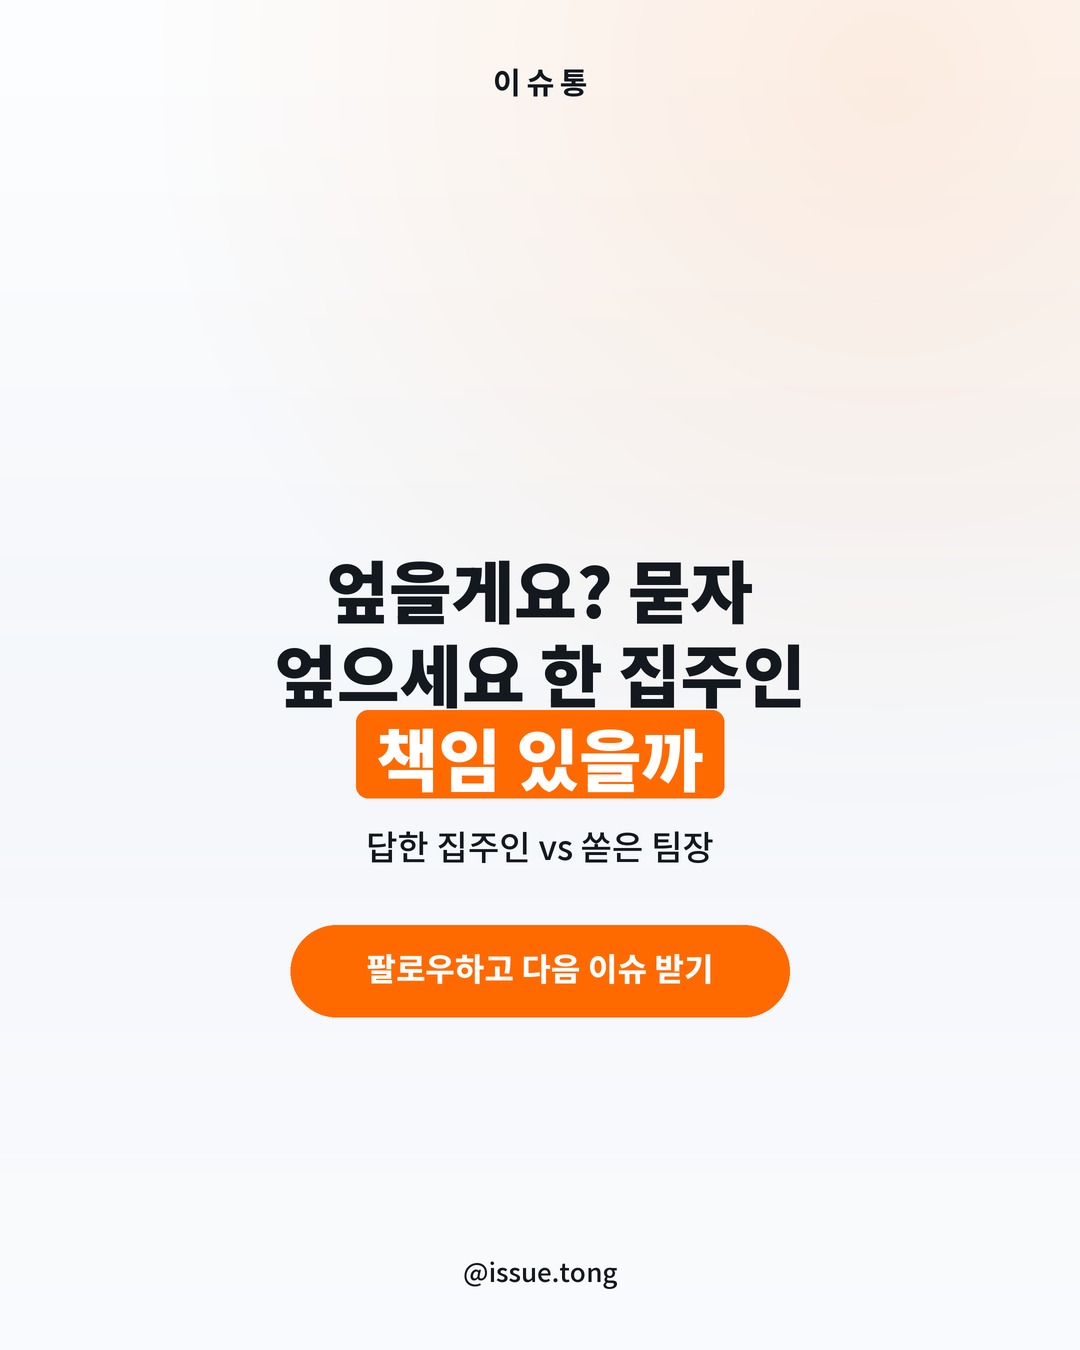 이슈통
엎을게요? 묻자
엎으세요 한 집주인
책임 있을까
답한 집주인 vs 쏟은 팀장
팔로우하고 다음 이슈 받기
@issue.tong